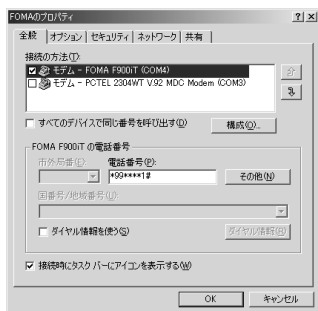 FOMAのプロパティ
全般 オプション セキュリティ ネットワーク 共有
接続の方法(T):
モデム - FOMA F900iT (COM4)
モデム - PCTEL 2304WT V.92 MDC Modem (COM3)
すべてのデバイスで同じ番号を呼び出す(D)
構成(O)...
FOMA F900iT の電話番号
市外局番(E):
電話番号(P):
*99****1#
その他(N)
国番号/地域番号(U):
ダイヤル情報を使う(S)
ダイヤル情報(R)
接続時にタスク バーにアイコンを表示する(W)
OK
キャンセル